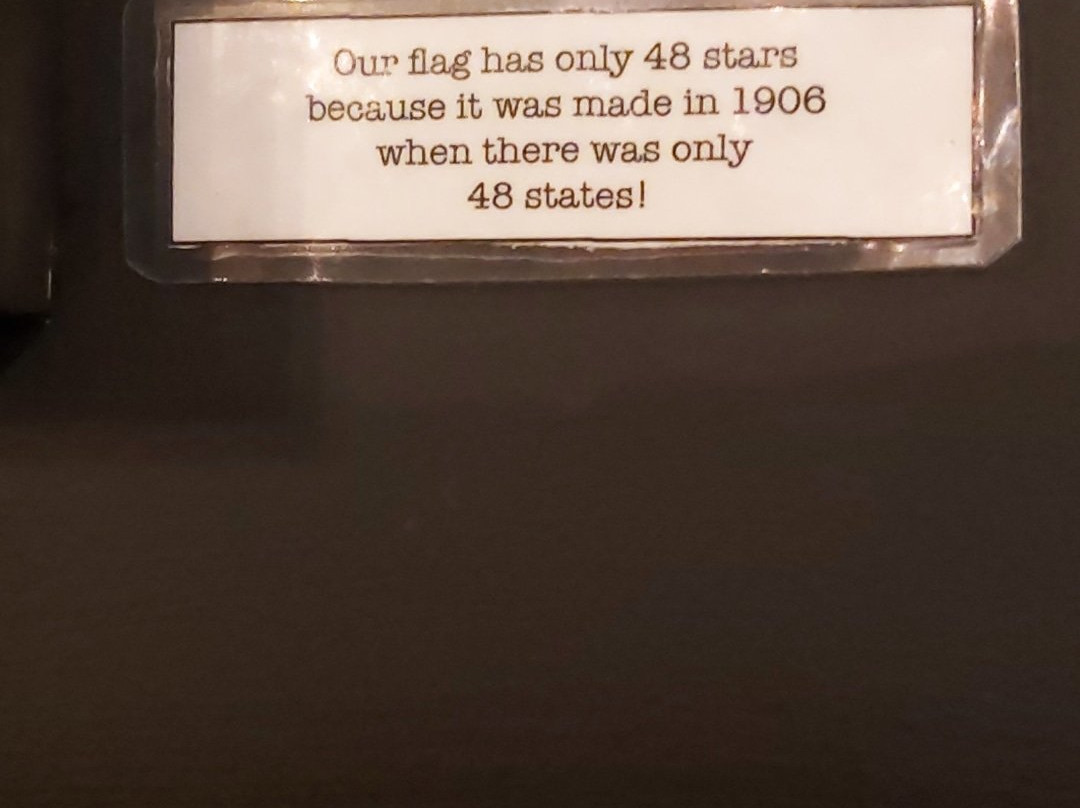 Our flag has only 48 stars
because it was made in 1906
when there was only
48 states!